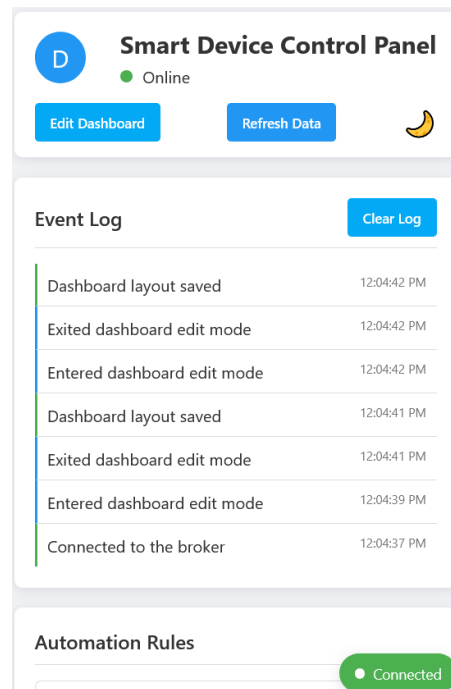 D
Smart Device Control Panel
Online
Edit Dashboard
Refresh Data
Event Log
Clear Log
Dashboard layout saved 12:04:42 PM
Exited dashboard edit mode 12:04:42 PM
Entered dashboard edit mode 12:04:42 PM
Dashboard layout saved 12:04:41 PM
Exited dashboard edit mode 12:04:41 PM
Entered dashboard edit mode 12:04:39 PM
Connected to the broker 12:04:37 PM
Automation Rules
Connected